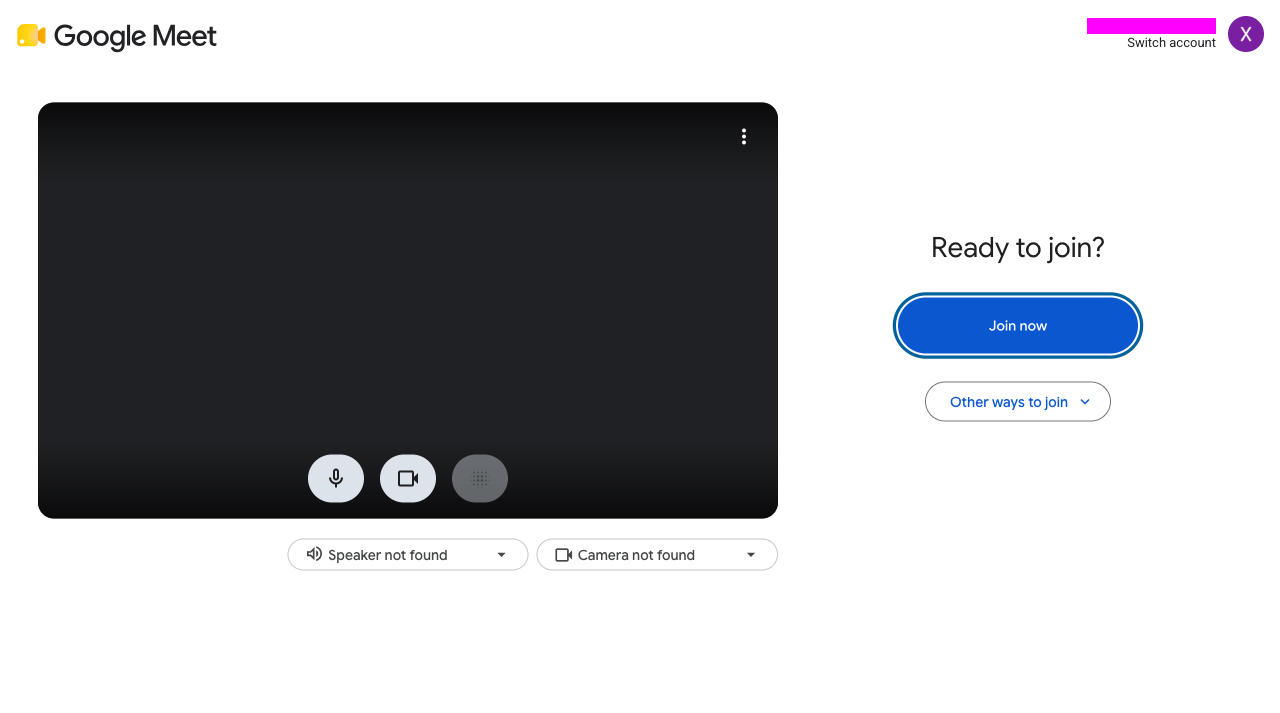 Google Meet
Switch account
X
Ready to join?
Join now
Other ways to join
Speaker not found
Camera not found